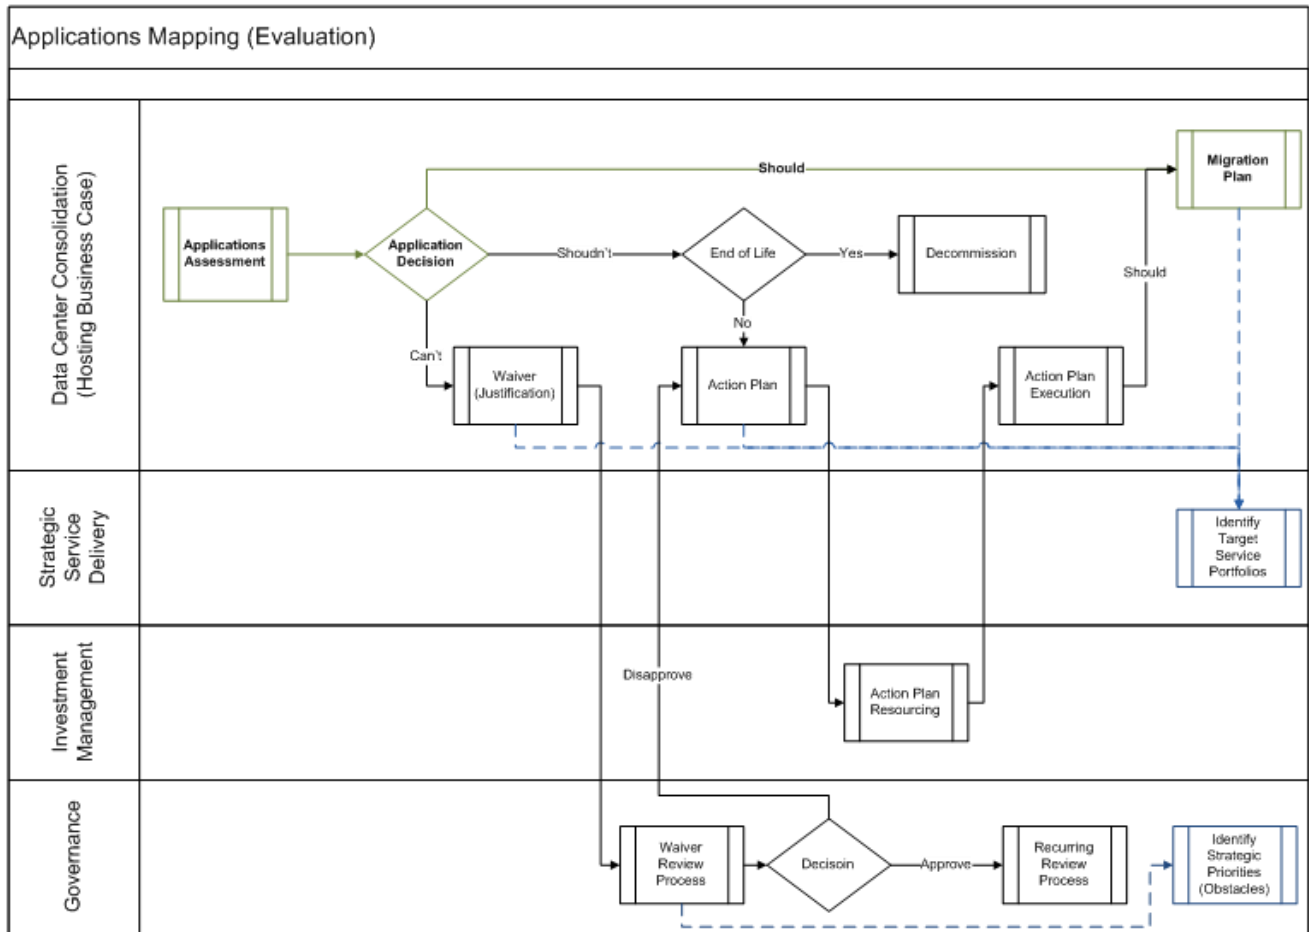 Applications Mapping (Evaluation)
Data Center Consolidation
(Hosting Business Case)
Should
Migration
Plan
Applications
Assessment
Application
Decision
Shoudn't
End of Life
Yes
Decommission
Should
No
Can't
Waiver
(Justification)
Action Plan
Action Plan
Execution
Strategic
Service
Delivery
Identify
Target
Service
Portfolios
Investment
Management
Disapprove
Action Plan
Resourcing
Governance
Waiver
Review
Process
Decisoin
Approve
Recurring
Review
Process
Identify
Strategic
Priorities
(Obstacles)